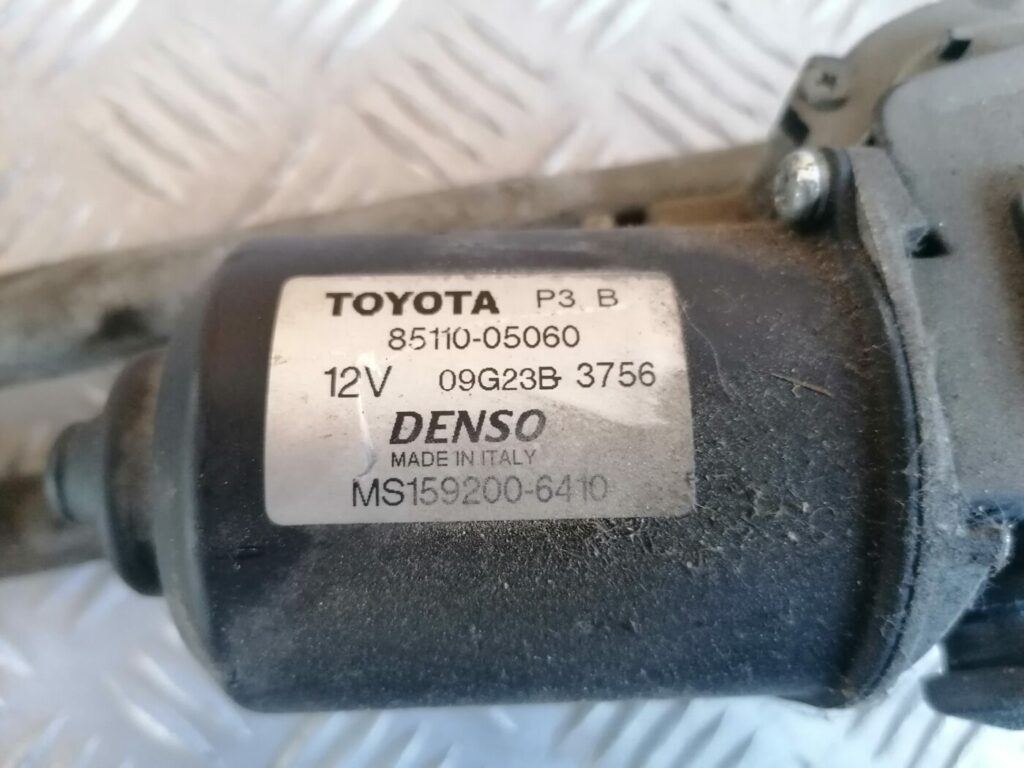 TOYOTA P3 B
85110-05060
12V 09G23B 3756
DENSO
MADE IN ITALY
MS159200-6410